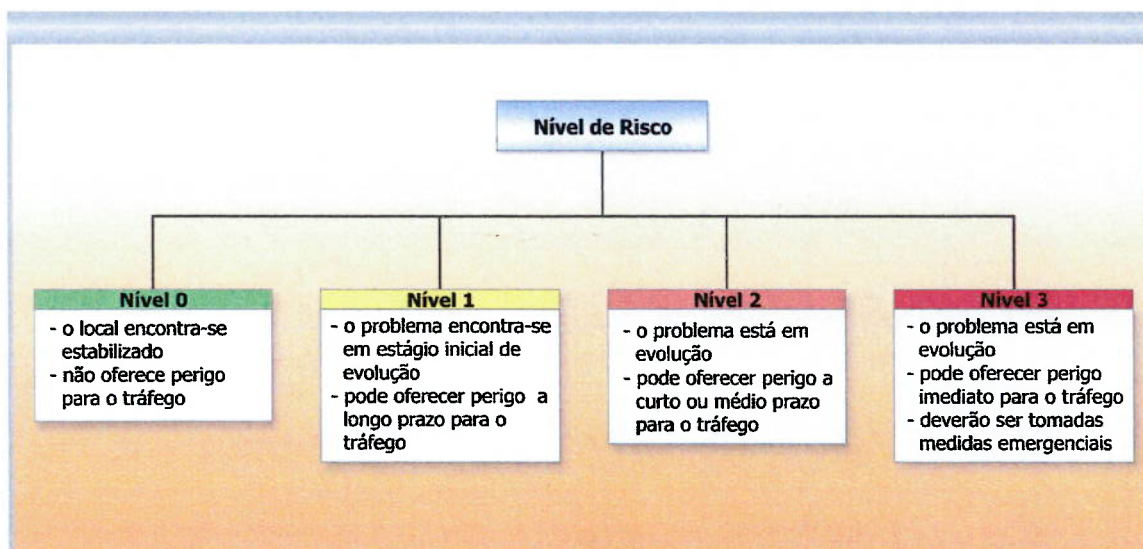 Nível de Risco
Nível 0
- o local encontra-se
estabilizado
- não oferece perigo
para o tráfego
Nível 1
- o problema encontra-se
em estágio inicial de
evolução
- pode oferecer perigo a
longo prazo para o
tráfego
Nível 2
- o problema está em
evolução
- pode oferecer perigo a
curto ou médio prazo
para o tráfego
Nível 3
- o problema está em
evolução
- pode oferecer perigo
imediato para o tráfego
- deverão ser tomadas
medidas emergenciais